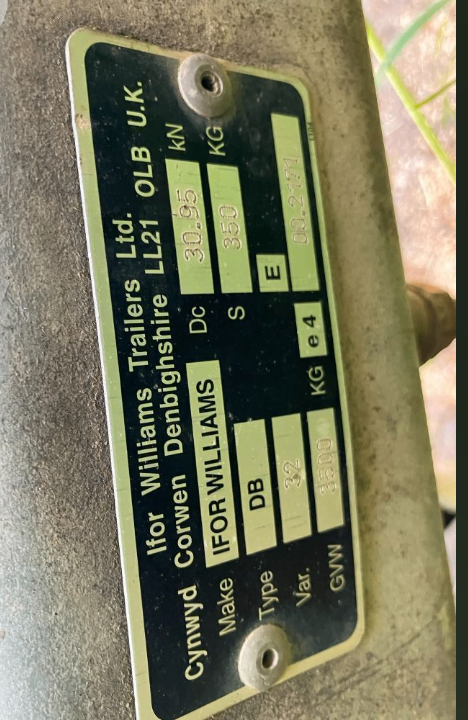 Ifor Williams Trailers Ltd.
Cynwyd Corwen Denbighshire LL21 OLB U.K.
Make IFOR WILLIAMS Dc 30.95 kN
Type DB S 350 KG
Var. 32 E
GVW 3500 KG e4